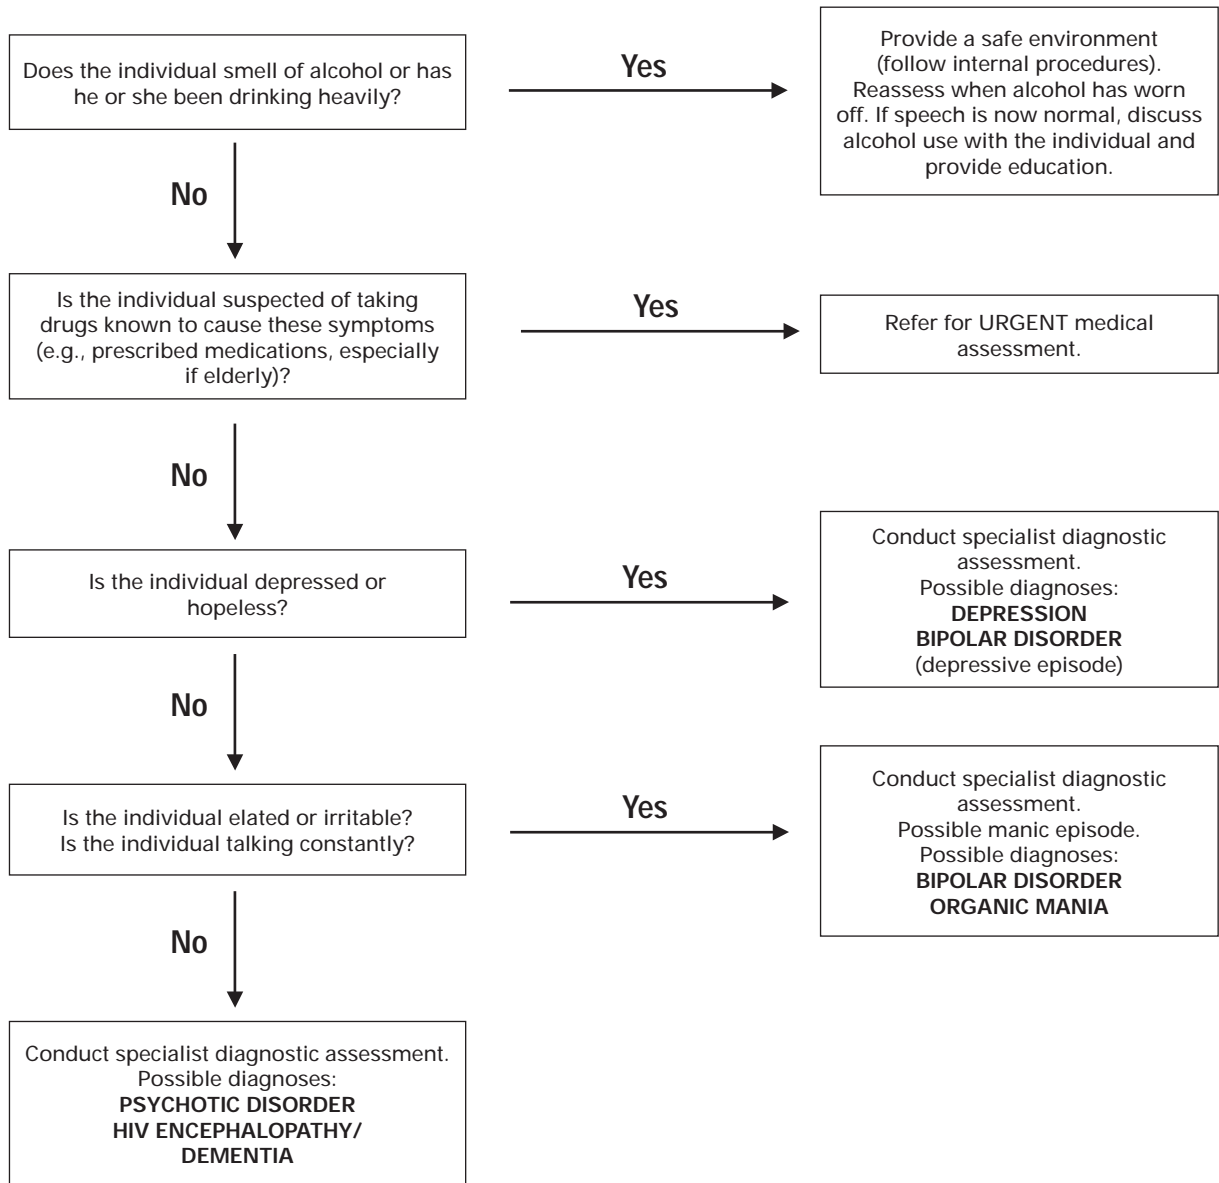 Does the individual smell of alcohol or has
he or she been drinking heavily?
Yes
Provide a safe environment
(follow internal procedures).
Reassess when alcohol has worn
off. If speech is now normal, discuss
alcohol use with the individual and
provide education.
No
Is the individual suspected of taking
drugs known to cause these symptoms
(e.g., prescribed medications, especially
if elderly)?
Yes
Refer for URGENT medical
assessment.
No
Is the individual depressed or
hopeless?
Yes
Conduct specialist diagnostic
assessment.
Possible diagnoses:
DEPRESSION
BIPOLAR DISORDER
(depressive episode)
No
Is the individual elated or irritable?
Is the individual talking constantly?
Yes
Conduct specialist diagnostic
assessment.
Possible manic episode.
Possible diagnoses:
BIPOLAR DISORDER
ORGANIC MANIA
No
Conduct specialist diagnostic assessment.
Possible diagnoses:
PSYCHOTIC DISORDER
HIV ENCEPHALOPATHY/
DEMENTIA